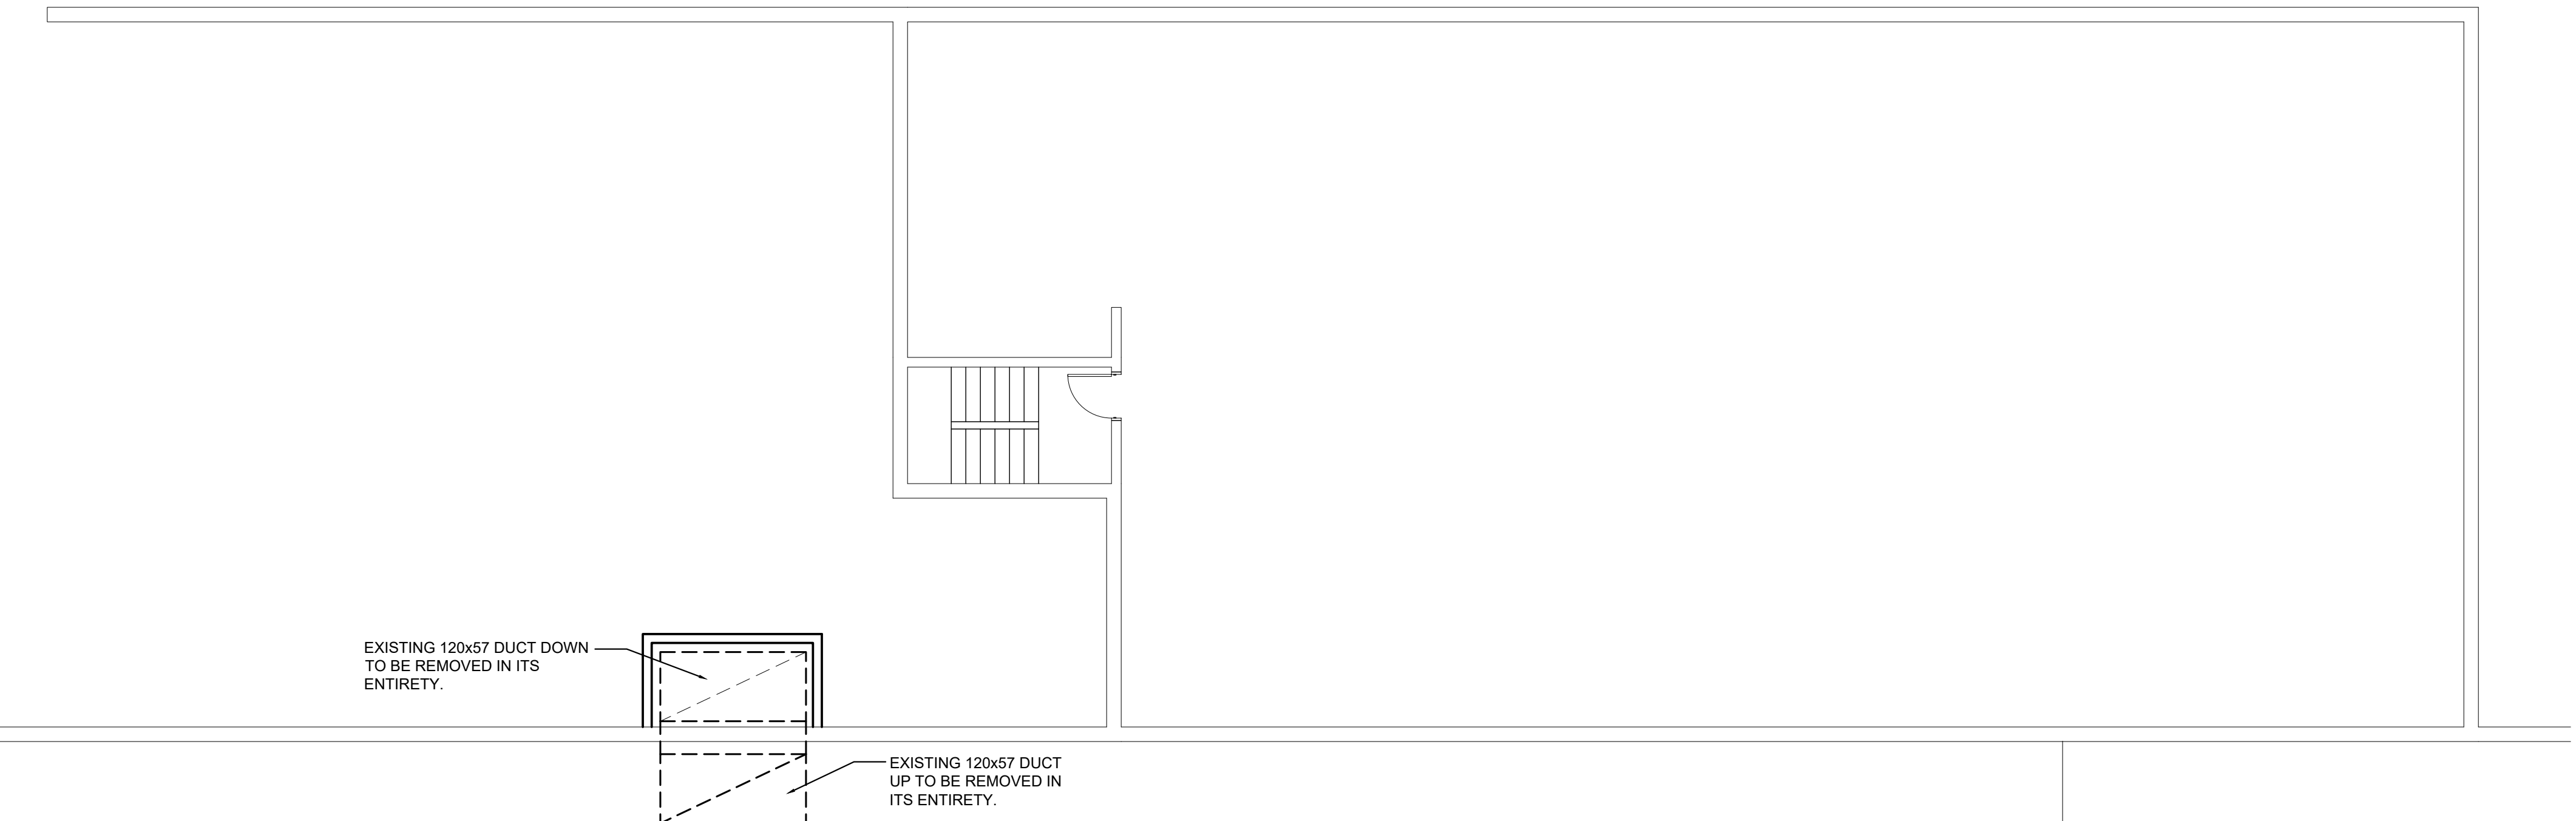 EXISTING 120x57 DUCT DOWN
TO BE REMOVED IN ITS
ENTIRETY.
EXISTING 120x57 DUCT
UP TO BE REMOVED IN
ITS ENTIRETY.